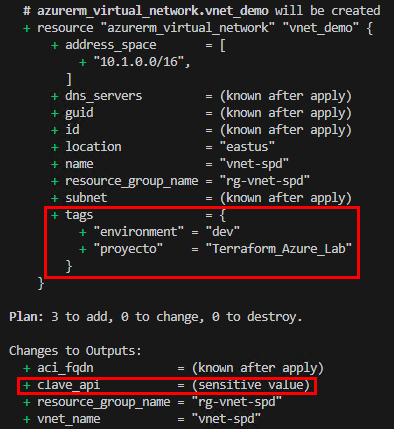 # azurerm_virtual_network.vnet_demo will be created
+ resource "azurerm_virtual_network" "vnet_demo" {
+ address_space = [
+ "10.1.0.0/16",
]
+ dns_servers = (known after apply)
+ guid = (known after apply)
+ id = (known after apply)
+ location = "eastus"
+ name = "vnet-spd"
+ resource_group_name = "rg-vnet-spd"
+ subnet = (known after apply)
+ tags = {
+ "environment" = "dev"
+ "proyecto" = "Terraform_Azure_Lab"
}
}
Plan: 3 to add, 0 to change, 0 to destroy.
Changes to Outputs:
+ aci_fqdn = (known after apply)
+ clave_api = (sensitive value)
+ resource_group_name = "rg-vnet-spd"
+ vnet_name = "vnet-spd"